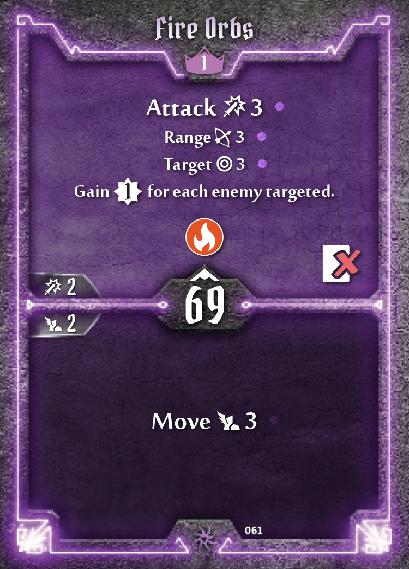 Fire Orbs
1
Attack 3
Range 3
Target 3
Gain 1 for each enemy targeted.
2
69
2
Move 3
061